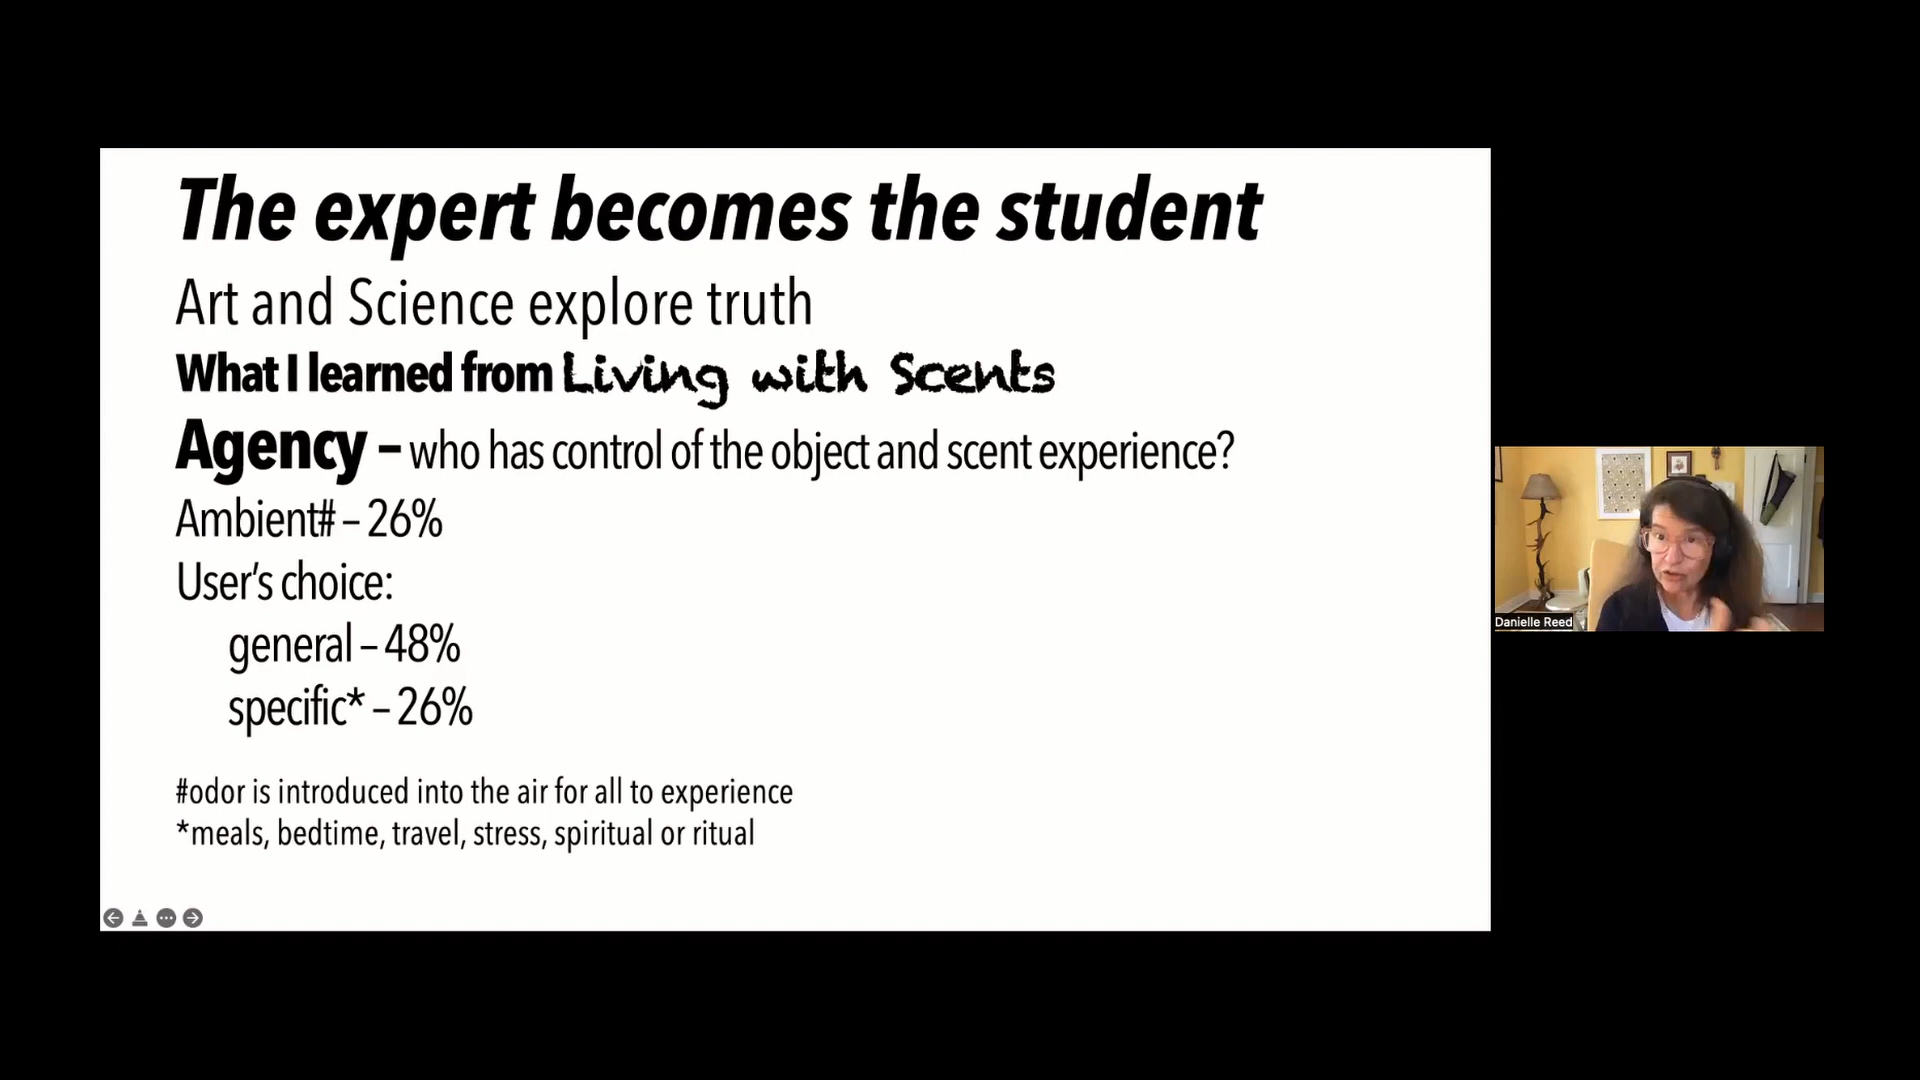 The expert becomes the student
Art and Science explore truth
What I learned from Living with Scents
Agency – who has control of the object and scent experience?
Ambient# – 26%
User’s choice:
general – 48%
specific* – 26%
#odor is introduced into the air for all to experience
*meals, bedtime, travel, stress, spiritual or ritual
Danielle Reed